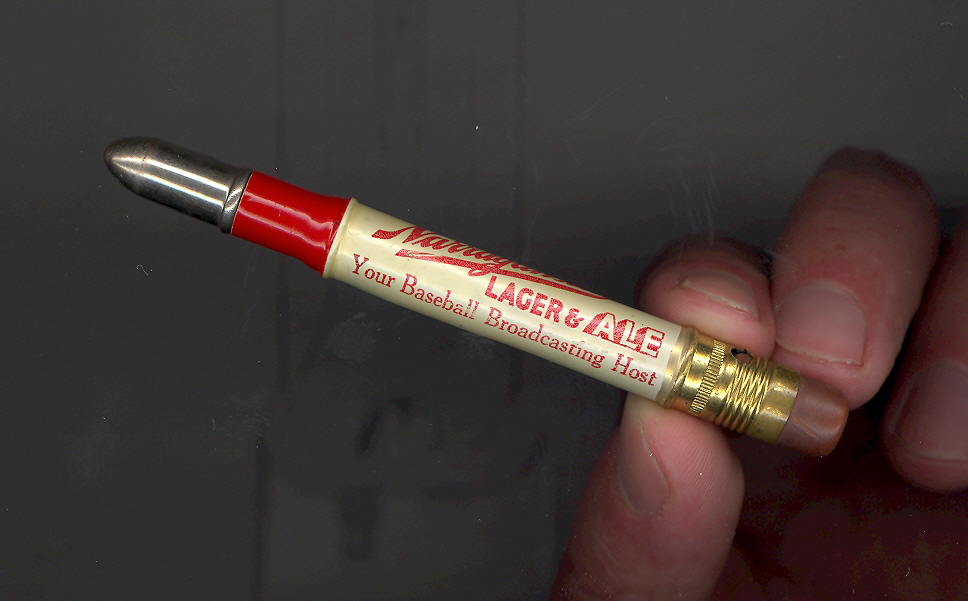 LAGER & ALE
Your Baseball Broadcasting Host